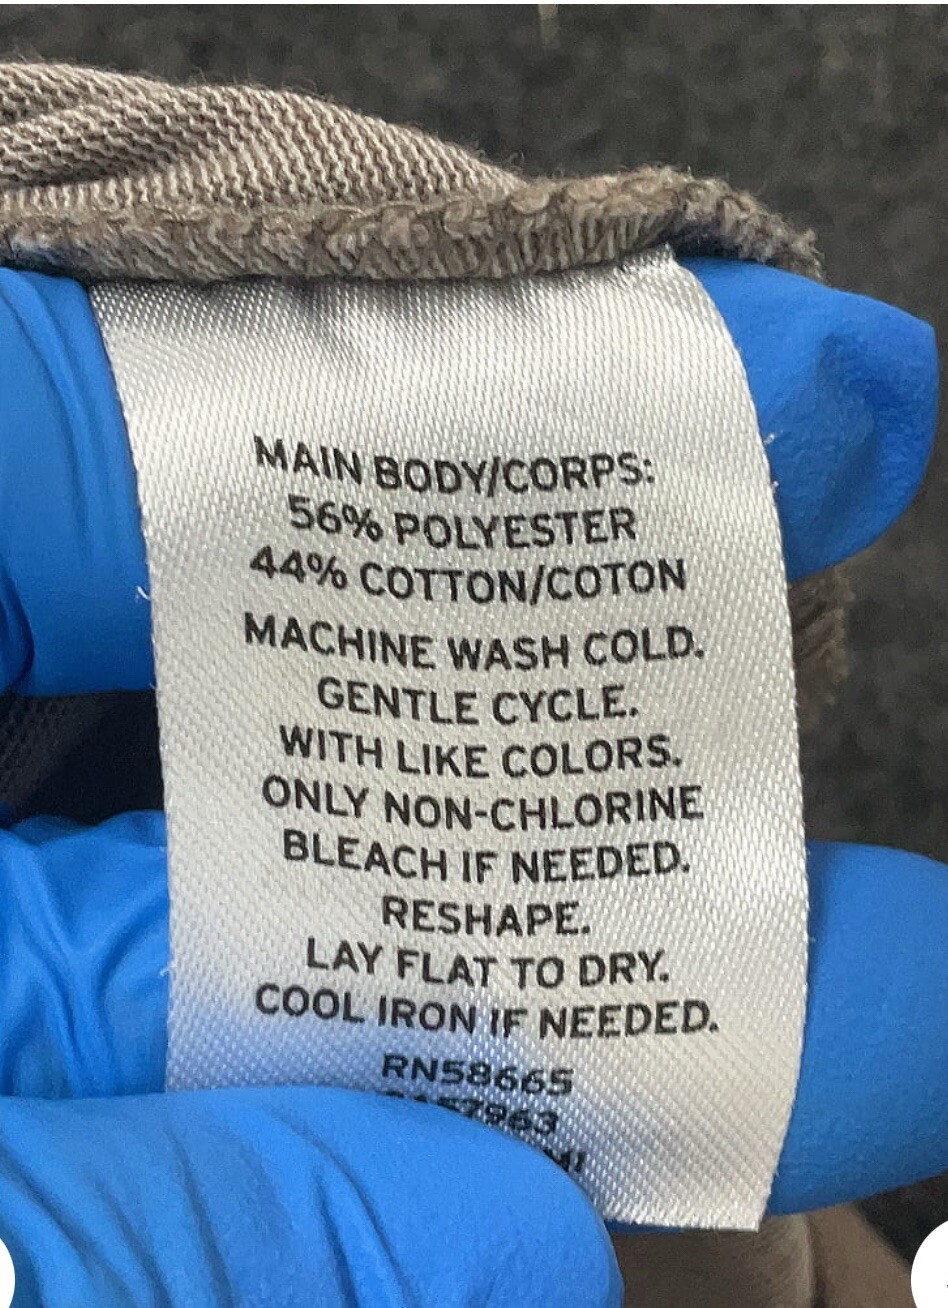 MAIN BODY/CORPS:
56% POLYESTER
44% COTTON/COTON
MACHINE WASH COLD.
GENTLE CYCLE.
WITH LIKE COLORS.
ONLY NON-CHLORINE
BLEACH IF NEEDED.
RESHAPE.
LAY FLAT TO DRY.
COOL IRON IF NEEDED.
RN58665